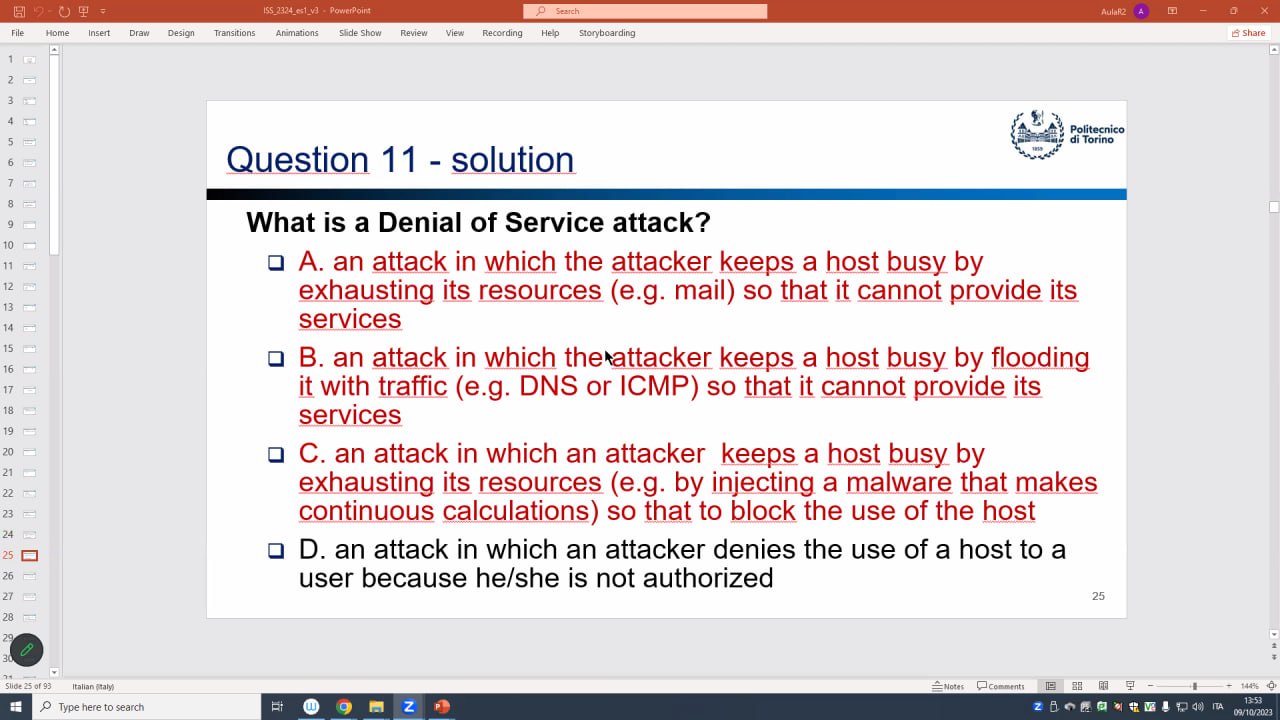 ISS_2324_es1_v3 - PowerPoint
Search
AulaR2
A
File Home Insert Draw Design Transitions Animations Slide Show Review View Recording Help Storyboarding
Share
1
2
3
4
5
6
7
8
9
10
11
12
13
14
15
16
17
18
19
20
21
22
23
24
25
26
27
28
29
30
Politecnico
di Torino
1859
Question 11 - solution
What is a Denial of Service attack?
A. an attack in which the attacker keeps a host busy by
exhausting its resources (e.g. mail) so that it cannot provide its
services
B. an attack in which the attacker keeps a host busy by flooding
it with traffic (e.g. DNS or ICMP) so that it cannot provide its
services
C. an attack in which an attacker keeps a host busy by
exhausting its resources (e.g. by injecting a malware that makes
continuous calculations) so that to block the use of the host
D. an attack in which an attacker denies the use of a host to a
user because he/she is not authorized
25
Slide 25 of 93 Italian (Italy)
Notes Comments 144%
Type here to search
ITA
13:53
09/10/2023